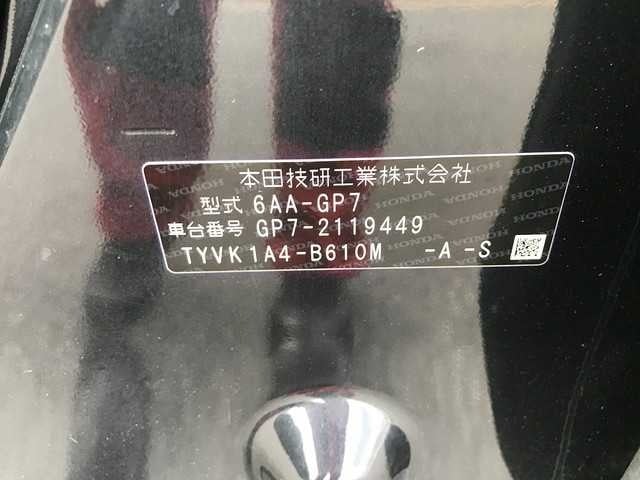 本田技研工業株式会社
型式 6AA-GP7
車台番号 GP7-2119449
TYVK1A4-B610M -A -S